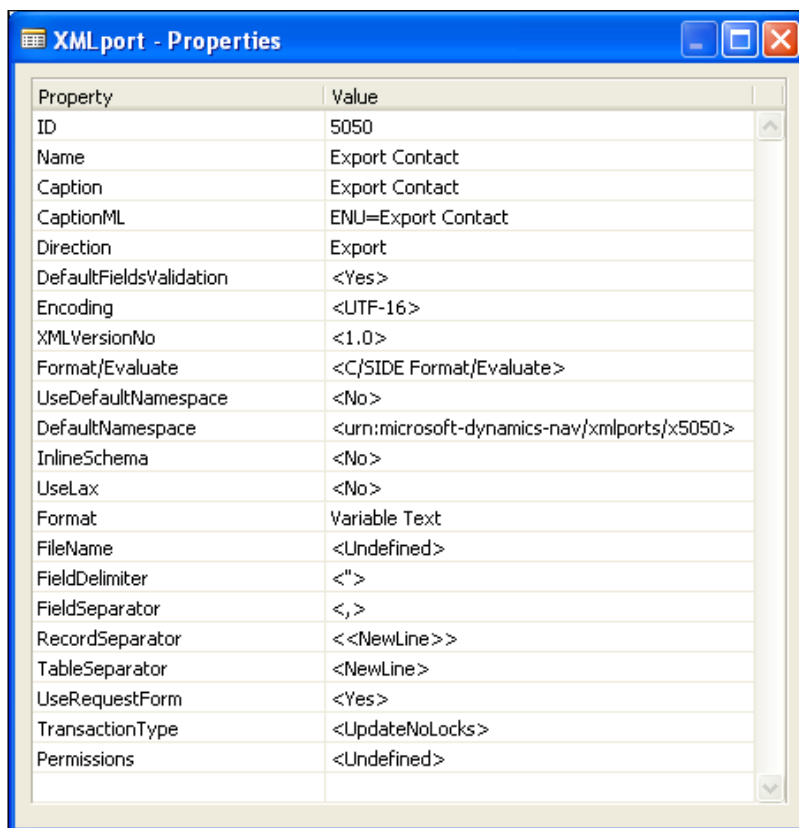 XMLport - Properties
Property Value
ID 5050
Name Export Contact
Caption Export Contact
CaptionML ENU=Export Contact
Direction Export
DefaultFieldsValidation <Yes>
Encoding <UTF-16>
XMLVersionNo <1.0>
Format/Evaluate <C/SIDE Format/Evaluate>
UseDefaultNamespace <No>
DefaultNamespace <urn:microsoft-dynamics-nav/xmlports/x5050>
InlineSchema <No>
UseLax <No>
Format Variable Text
FileName <Undefined>
FieldDelimiter <">
FieldSeparator <,>
RecordSeparator <<NewLine>>
TableSeparator <NewLine>
UseRequestForm <Yes>
TransactionType <UpdateNoLocks>
Permissions <Undefined>